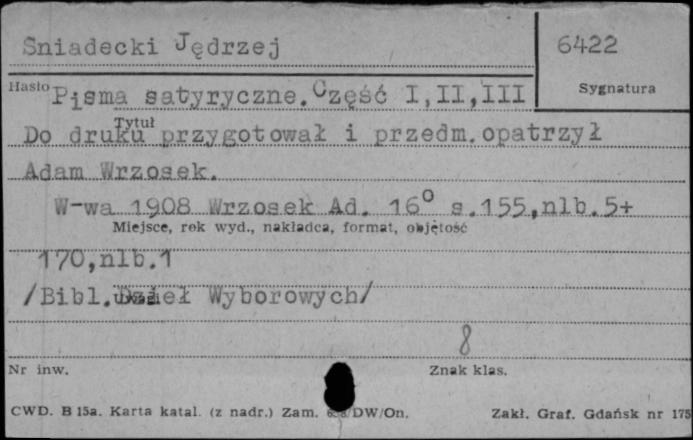 Sniadecki Jędrzej
6422
Hasło
Sygnatura
Pisma satyryczne. Część I, II, III
Tytuł
Do druku przygotował i przedm. opatrzył
Adam Wrzosek.
W-wa 1908 Wrzosek Ad. 16° s. 155, nlb. 5+
Miejsce, rok wyd., nakładca, format, objętość
170, nlb. 1
/Bibl. Dzieł Wyborowych/
8
Nr inw.
Znak klas.
CWD. B 15a. Karta katal. (z nadr.) Zam. /DW/On.
Zakł. Graf. Gdańsk nr 175